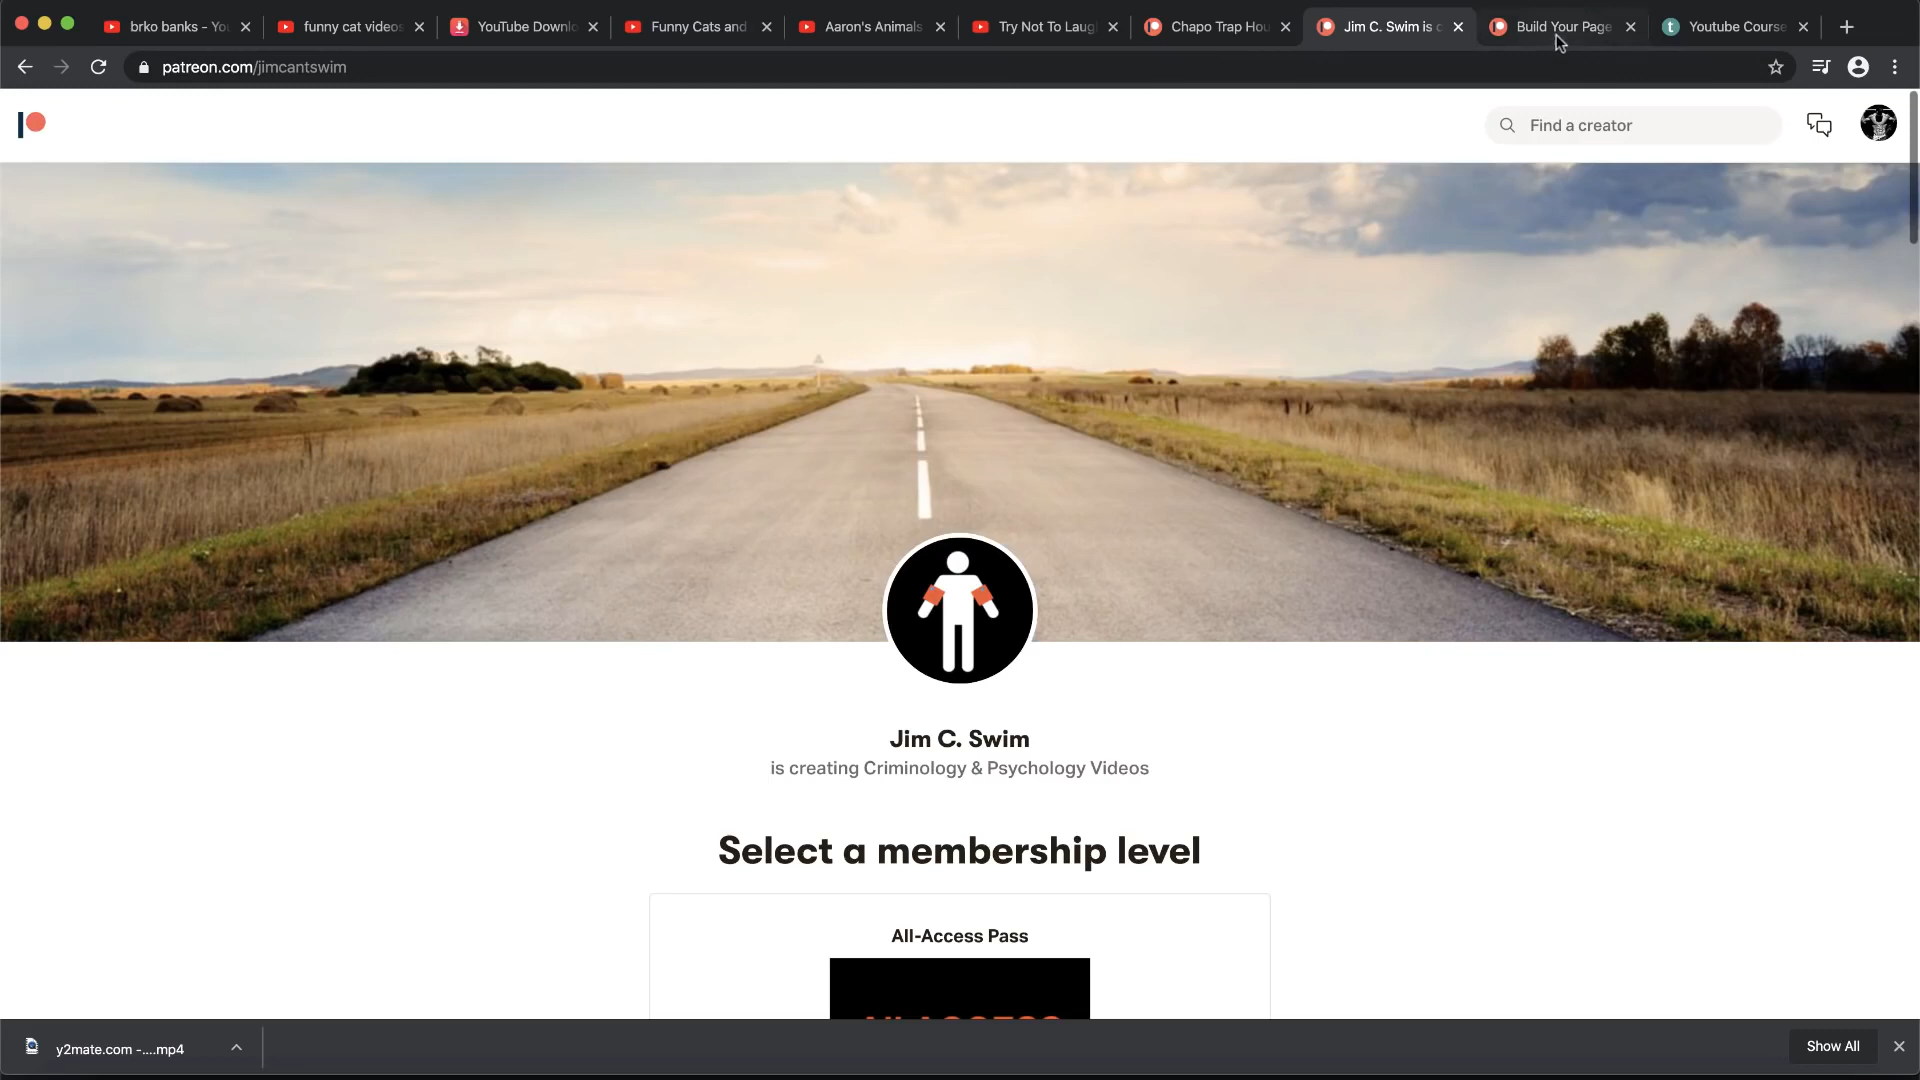 brko banks - Yo
funny cat videos
YouTube Downlo
Funny Cats and
Aaron's Animals
Try Not To Laug
Chapo Trap Hou
Jim C. Swim is c
Build Your Page
Youtube Course
patreon.com/jimcantswim
Find a creator
Jim C. Swim
is creating Criminology & Psychology Videos
Select a membership level
All-Access Pass
y2mate.com -....mp4
Show All